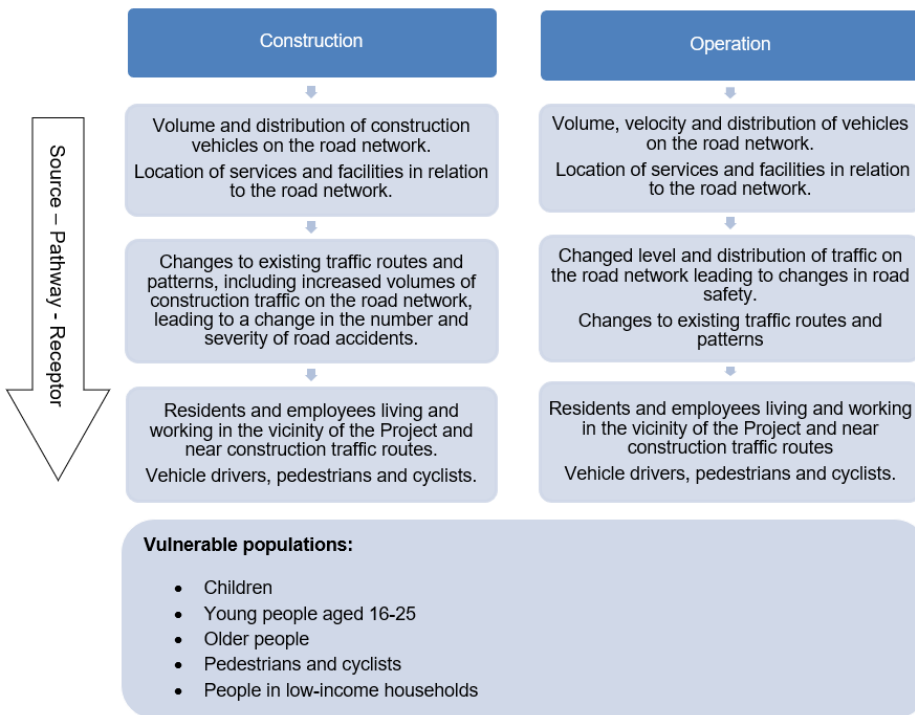 Construction
Operation
Source – Pathway - Receptor
Volume and distribution of construction
vehicles on the road network.
Location of services and facilities in relation
to the road network.
Volume, velocity and distribution of vehicles
on the road network.
Location of services and facilities in relation
to the road network.
Changes to existing traffic routes and
patterns, including increased volumes of
construction traffic on the road network,
leading to a change in the number and
severity of road accidents.
Changed level and distribution of traffic on
the road network leading to changes in road
safety.
Changes to existing traffic routes and
patterns
Residents and employees living and
working in the vicinity of the Project and
near construction traffic routes.
Vehicle drivers, pedestrians and cyclists.
Residents and employees living and working
in the vicinity of the Project and near
construction traffic routes
Vehicle drivers, pedestrians and cyclists.
Vulnerable populations:
• Children
• Young people aged 16-25
• Older people
• Pedestrians and cyclists
• People in low-income households